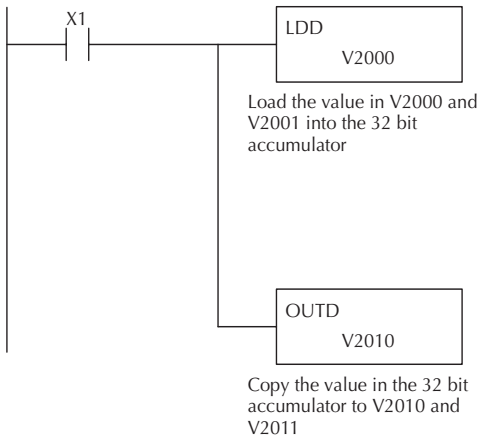 X1
LDD
V2000
Load the value in V2000 and
V2001 into the 32 bit
accumulator
OUTD
V2010
Copy the value in the 32 bit
accumulator to V2010 and
V2011